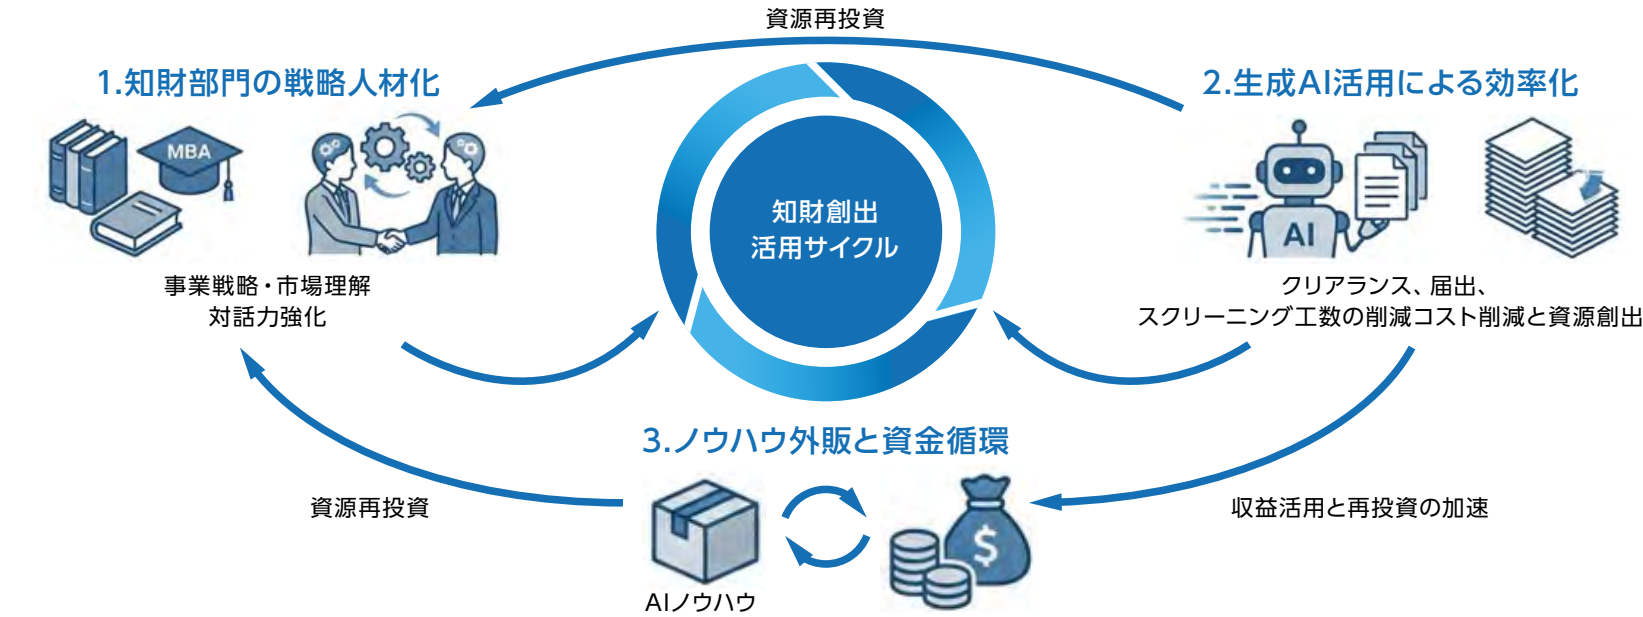 資源再投資
1.知財部門の戦略人材化
MBA
事業戦略・市場理解
対話力強化
知財創出
活用サイクル
2.生成AI活用による効率化
AI
クリアランス、届出、
スクリーニング工数の削減コスト削減と資源創出
3.ノウハウ外販と資金循環
資源再投資
$
AIノウハウ
収益活用と再投資の加速